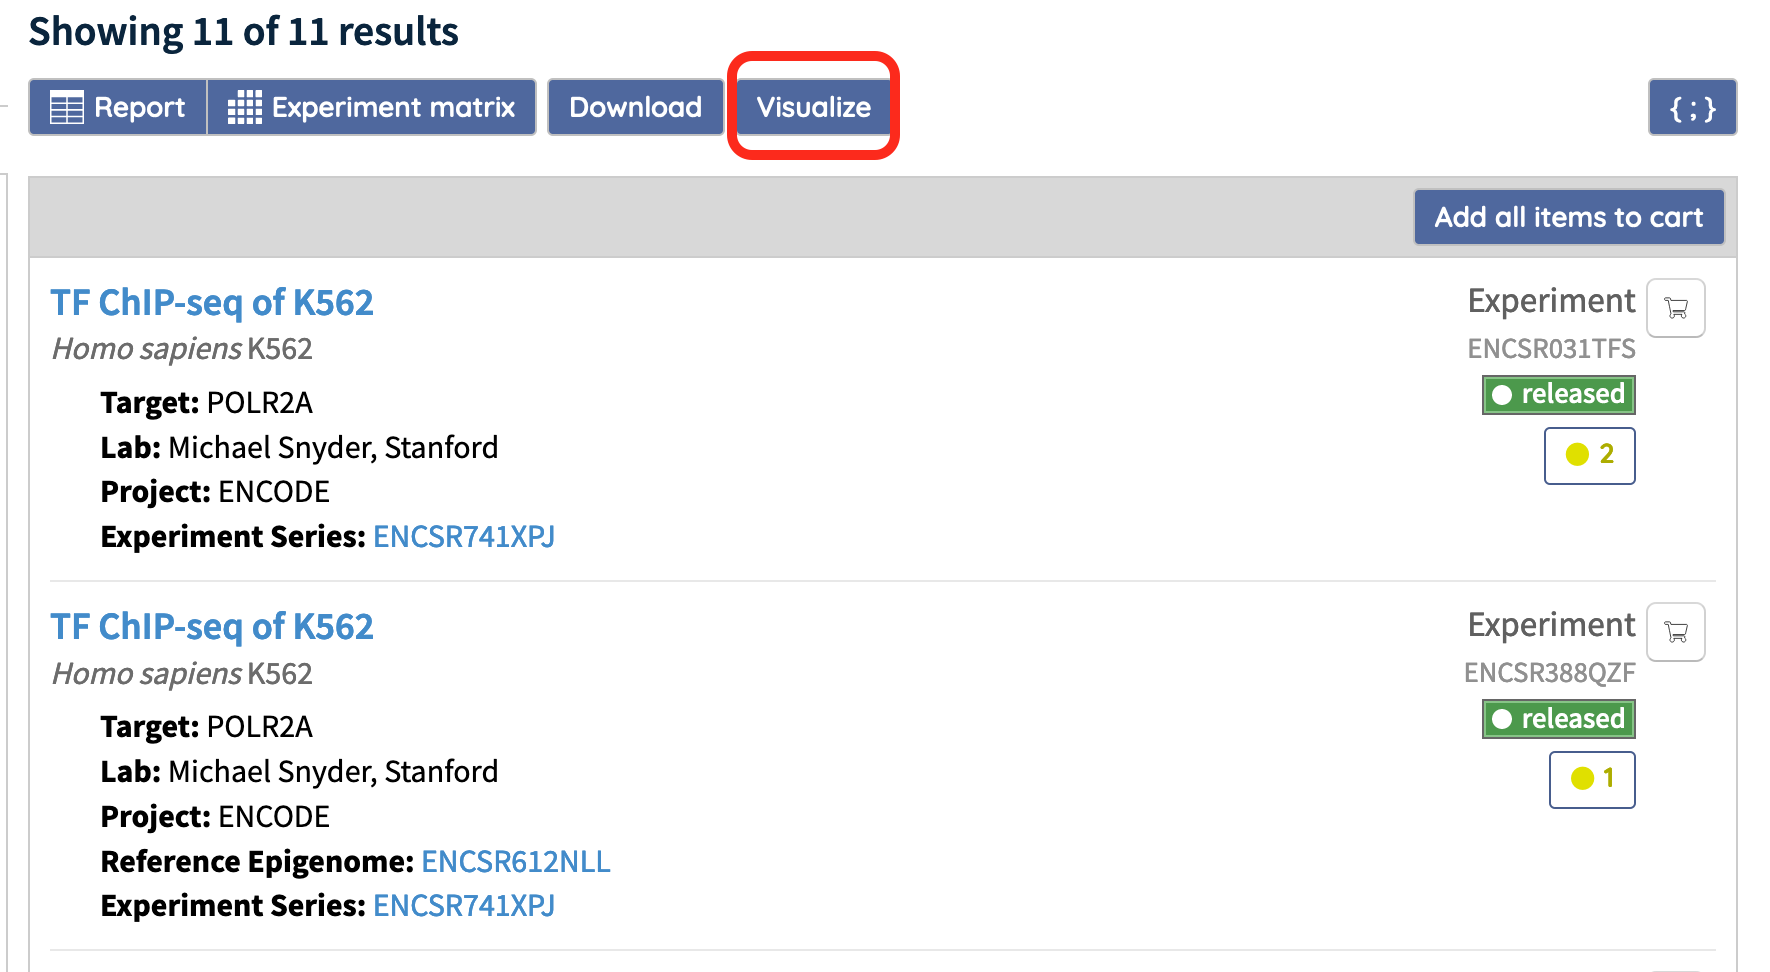 Showing 11 of 11 results
Report Experiment matrix Download Visualize {;}
Add all items to cart
TF ChIP-seq of K562 Experiment
Homo sapiens K562 ENCSR031TFS
released
Target: POLR2A
2
Lab: Michael Snyder, Stanford
Project: ENCODE
Experiment Series: ENCSR741XPJ
TF ChIP-seq of K562 Experiment
Homo sapiens K562 ENCSR388QZF
released
Target: POLR2A
1
Lab: Michael Snyder, Stanford
Project: ENCODE
Reference Epigenome: ENCSR612NLL
Experiment Series: ENCSR741XPJ